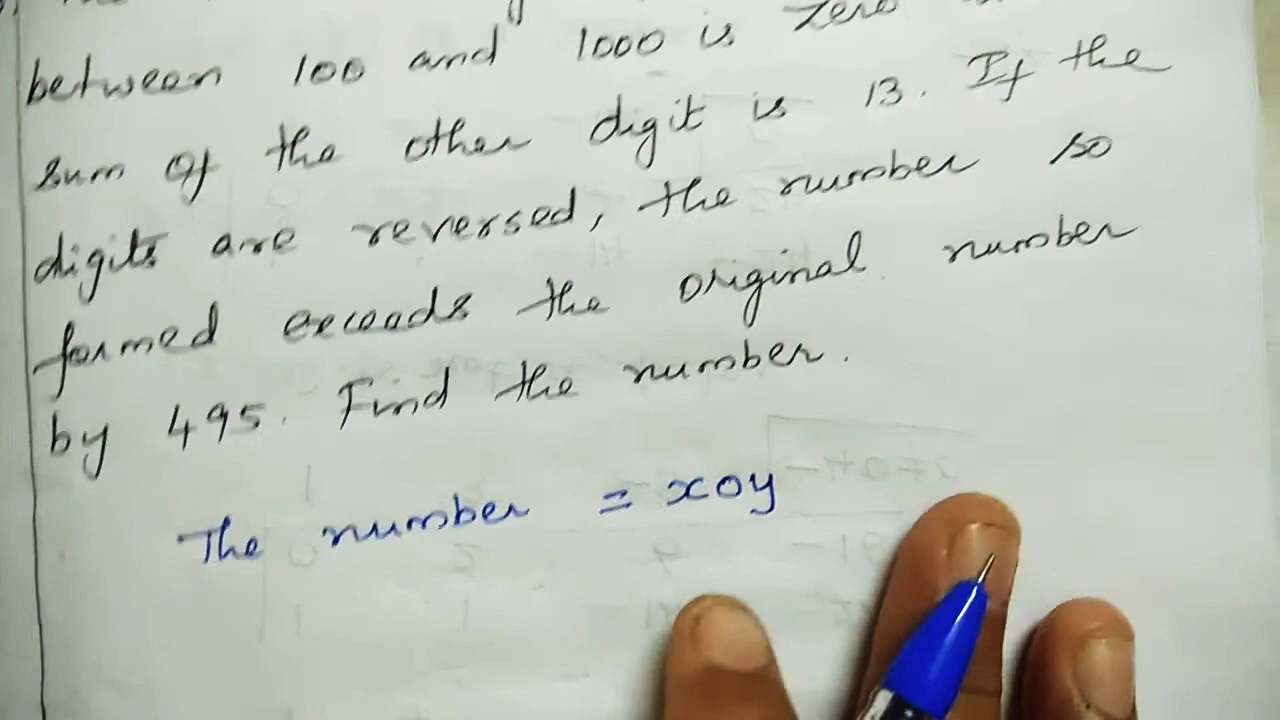 between 100 and 1000 is zero
sum of the other digit is 13. If the
digits are reversed, the number so
formed exceeds the original number
by 495. Find the number.
The number = x0y